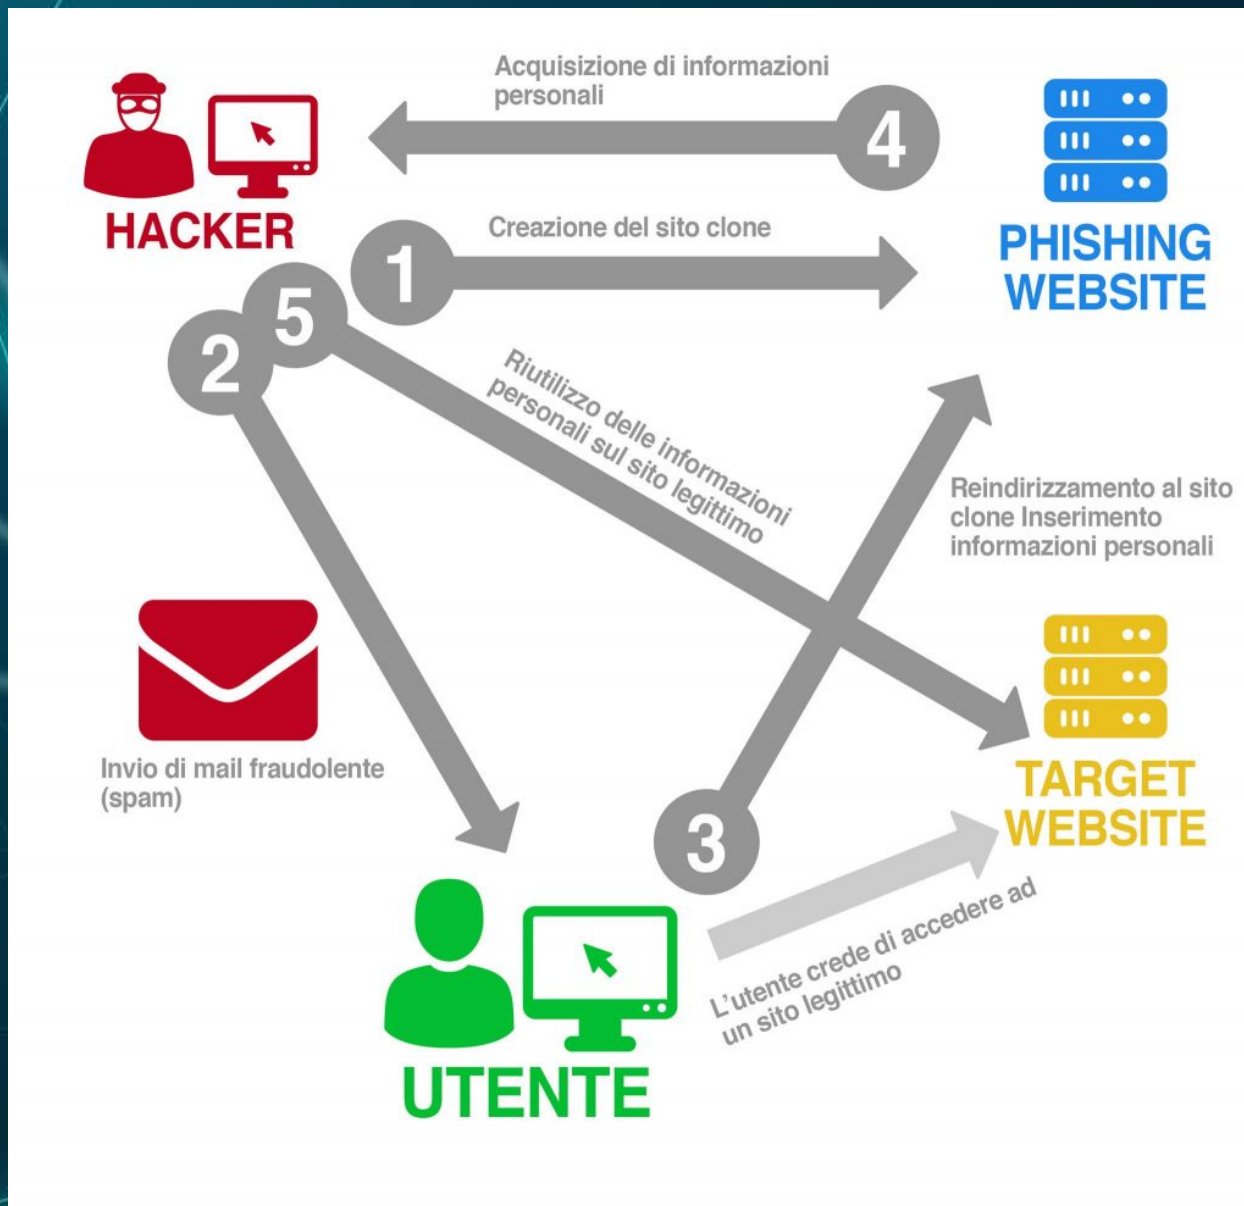 Acquisizione di informazioni
personali
4
HACKER
1
Creazione del sito clone
PHISHING
WEBSITE
5
2
Riutilizzo delle informazioni
personali sul sito legittimo
Reindirizzamento al sito
clone Inserimento
informazioni personali
Invio di mail fraudolente
(spam)
TARGET
WEBSITE
3
L'utente crede di accedere ad
un sito legittimo
UTENTE